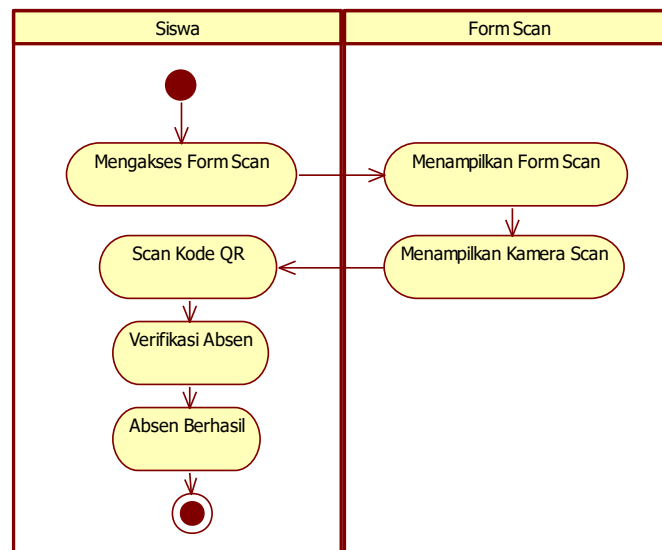 Siswa
Form Scan
Mengakses Form Scan
Menampilkan Form Scan
Scan Kode QR
Menampilkan Kamera Scan
Verifikasi Absen
Absen Berhasil